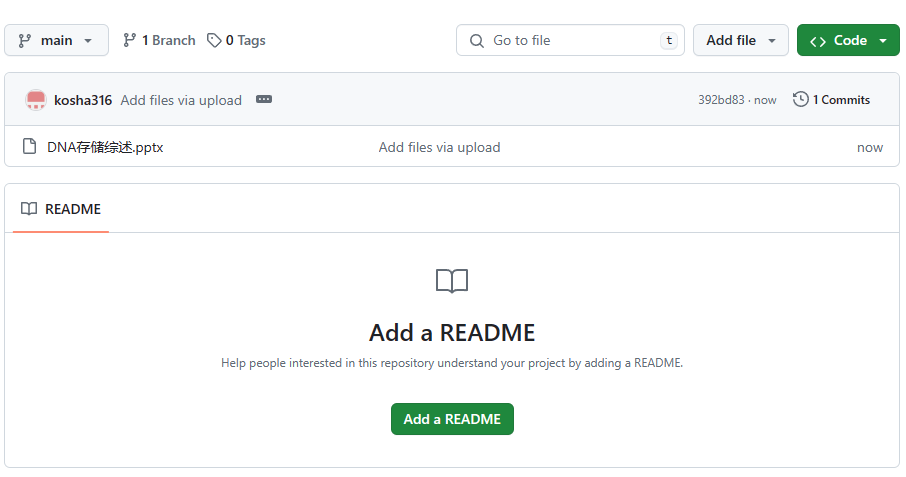 main 1 Branch 0 Tags Go to file t Add file Code
kosha316 Add files via upload 392bd83 · now 1 Commits
DNA存储综述.pptx Add files via upload now
README
Add a README
Help people interested in this repository understand your project by adding a README.
Add a README